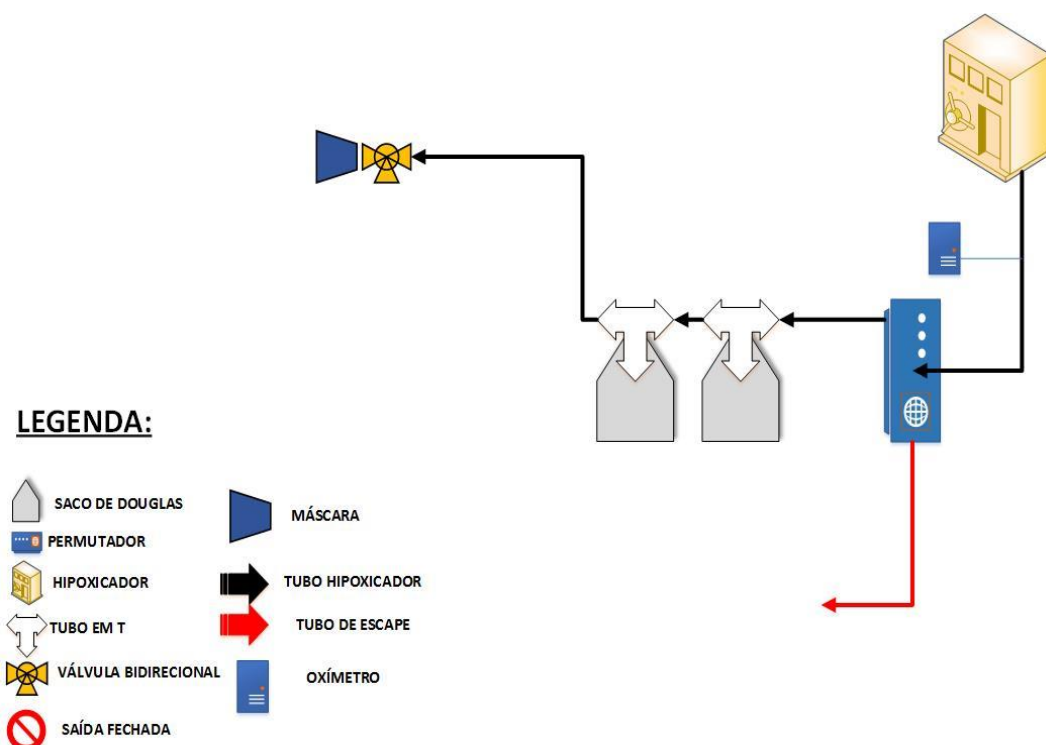 LEGENDA:
SACO DE DOUGLAS
MÁSCARA
PERMUTADOR
HIPOXICADOR
TUBO HIPOXICADOR
TUBO EM T
TUBO DE ESCAPE
VÁLVULA BIDIRECIONAL
OXÍMETRO
SAÍDA FECHADA